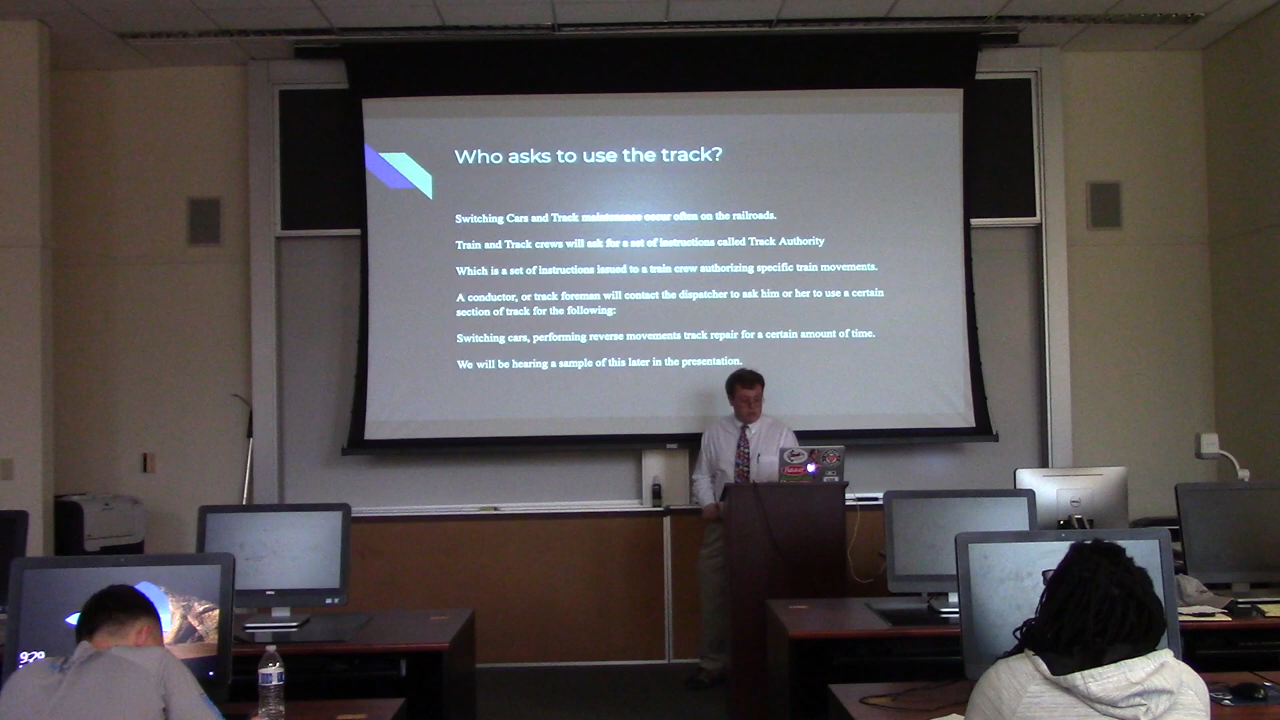 Who asks to use the track?
Switching Cars and Track maintenance occur often on the railroads.
Train and Track crews will ask for a set of instructions called Track Authority
Which is a set of instructions issued to a train crew authorizing specific train movements.
A conductor, or track foreman will contact the dispatcher to ask him or her to use a certain
section of track for the following:
Switching cars, performing reverse movements track repair for a certain amount of time.
We will be hearing a sample of this later in the presentation.
9:29